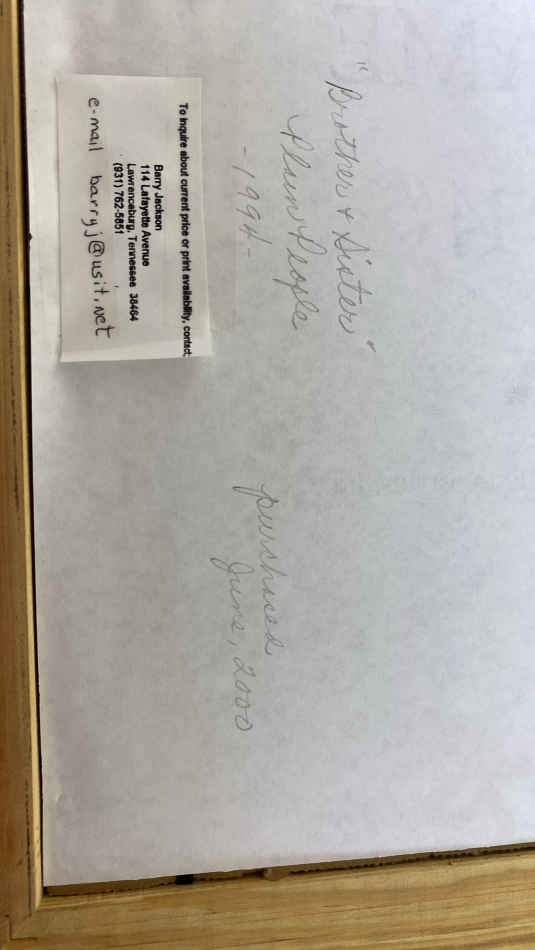 "Brother & Sister"
Plain People
-1994-
purchased
June, 2000
To inquire about current price or print availability, contact:
Barry Jackson
114 Lafayette Avenue
Lawrenceburg, Tennessee 38464
(931) 762-5851
e-mail barryj@usit.net